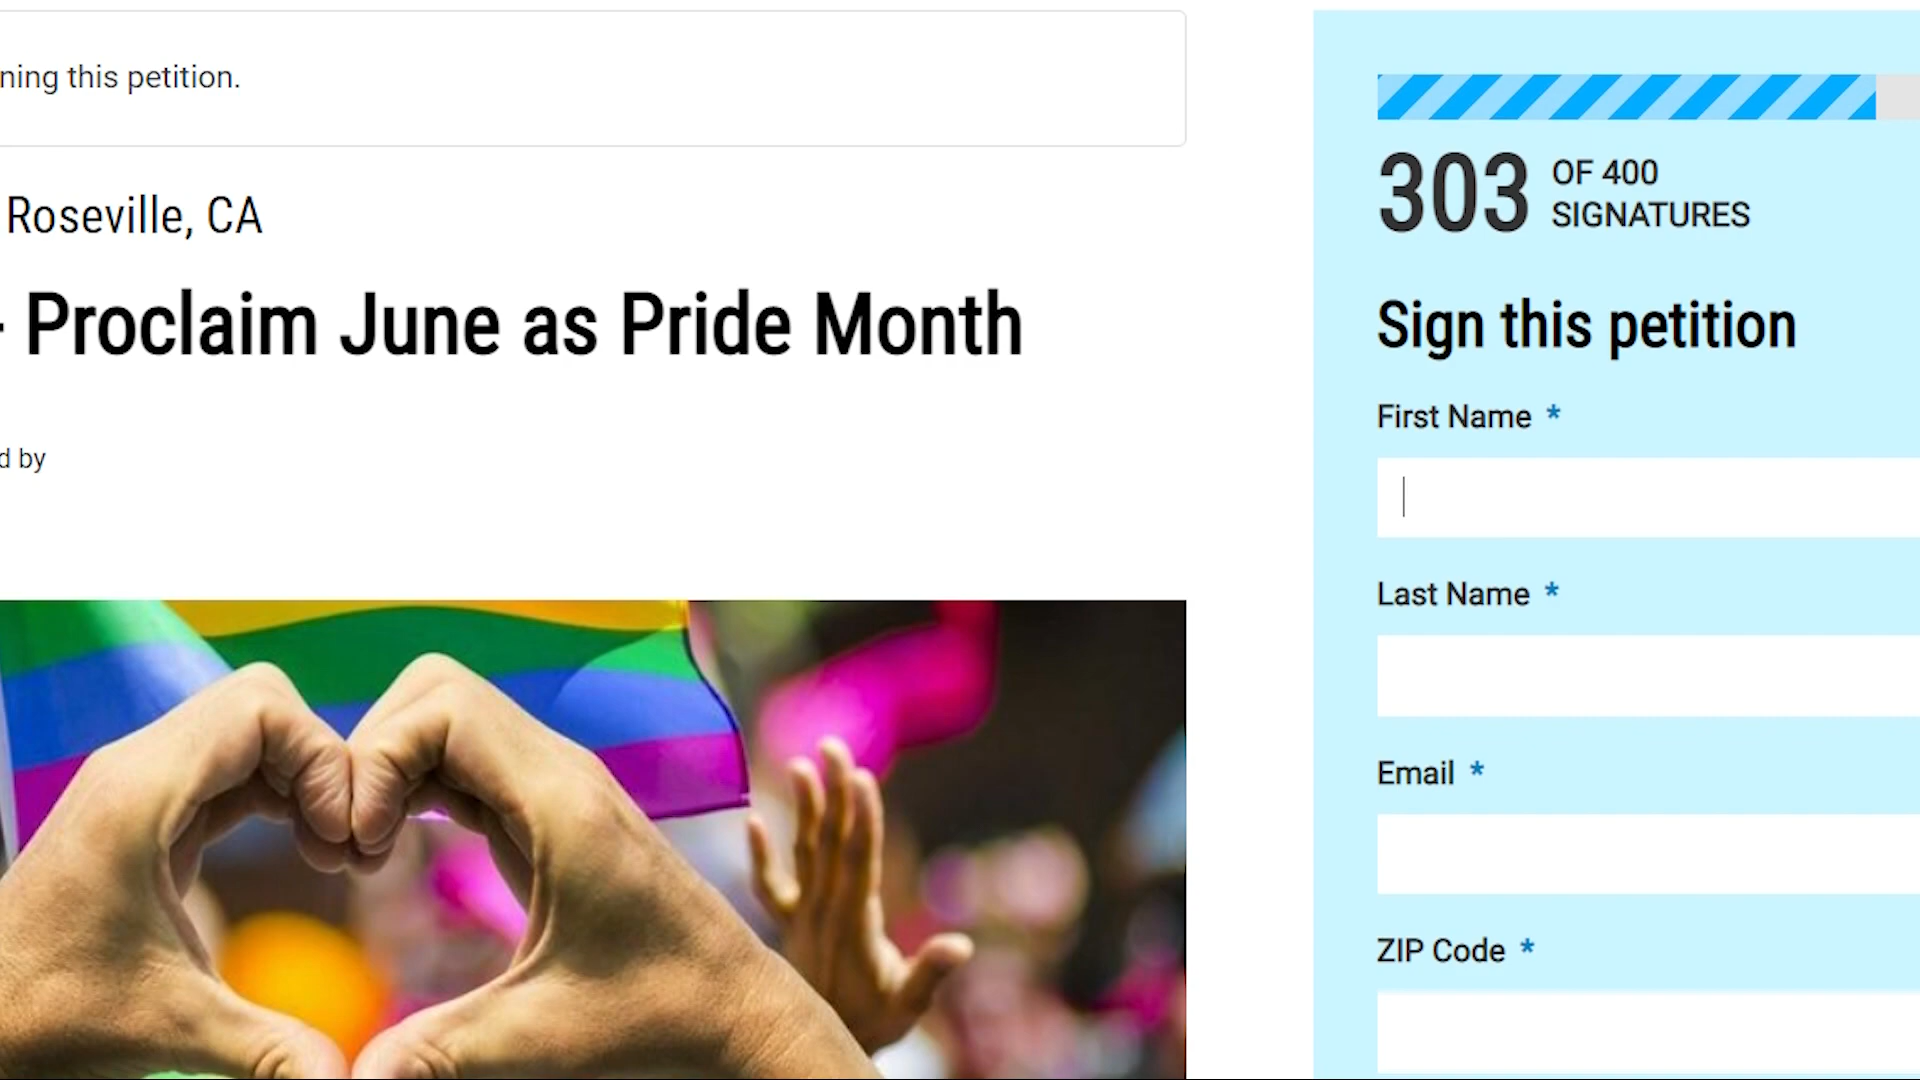 ning this petition.
Roseville, CA
- Proclaim June as Pride Month
d by
303 OF 400
SIGNATURES
Sign this petition
First Name *
Last Name *
Email *
ZIP Code *